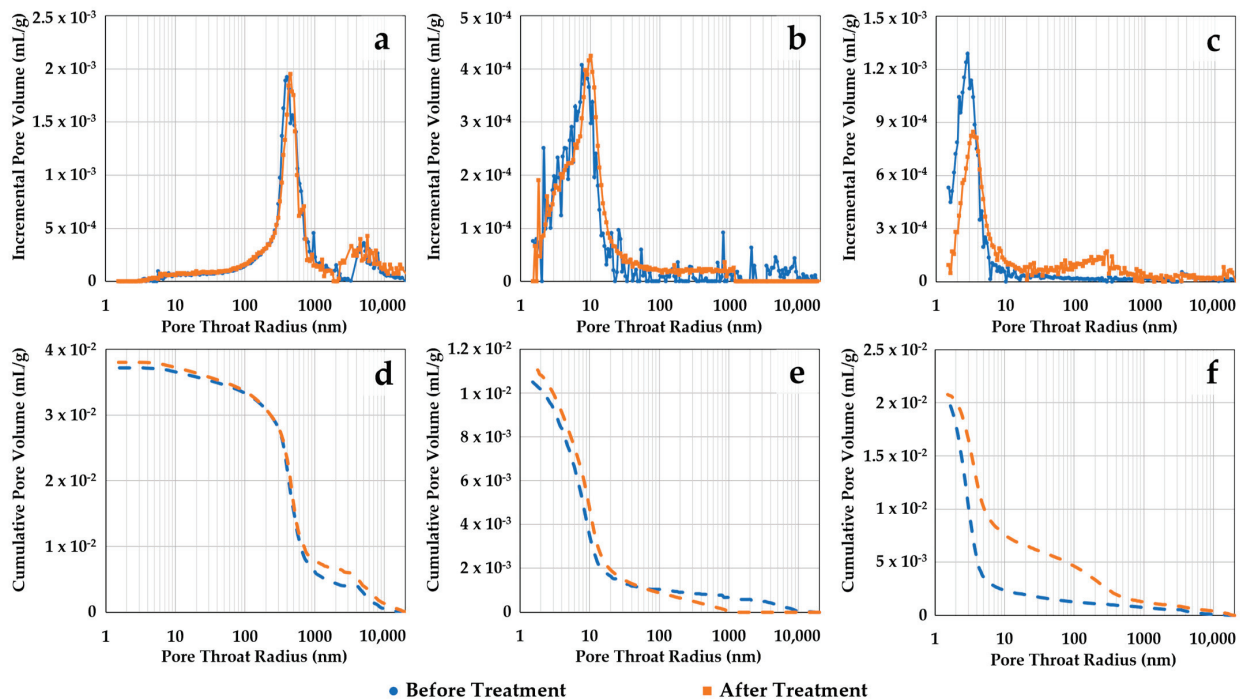 Incremental Pore Volume (mL/g)
2.5 x 10⁻³
2 x 10⁻³
1.5 x 10⁻³
1 x 10⁻³
5 x 10⁻⁴
0
a
1 10 100 1000 10,000
Pore Throat Radius (nm)
Incremental Pore Volume (mL/g)
5 x 10⁻⁴
4 x 10⁻⁴
3 x 10⁻⁴
2 x 10⁻⁴
1 x 10⁻⁴
0
b
1 10 100 1000 10,000
Pore Throat Radius (nm)
Incremental Pore Volume (mL/g)
1.5 x 10⁻³
1.2 x 10⁻³
9 x 10⁻⁴
6 x 10⁻⁴
3 x 10⁻⁴
0
c
1 10 100 1000 10,000
Pore Throat Radius (nm)
Cumulative Pore Volume (mL/g)
4 x 10⁻²
3 x 10⁻²
2 x 10⁻²
1 x 10⁻²
0
d
1 10 100 1000 10,000
Pore Throat Radius (nm)
Cumulative Pore Volume (mL/g)
1.2 x 10⁻²
1 x 10⁻²
8 x 10⁻³
6 x 10⁻³
4 x 10⁻³
2 x 10⁻³
0
e
1 10 100 1000 10,000
Pore Throat Radius (nm)
Cumulative Pore Volume (mL/g)
2.5 x 10⁻²
2 x 10⁻²
1.5 x 10⁻²
1 x 10⁻²
5 x 10⁻³
0
f
1 10 100 1000 10,000
Pore Throat Radius (nm)
Before Treatment After Treatment